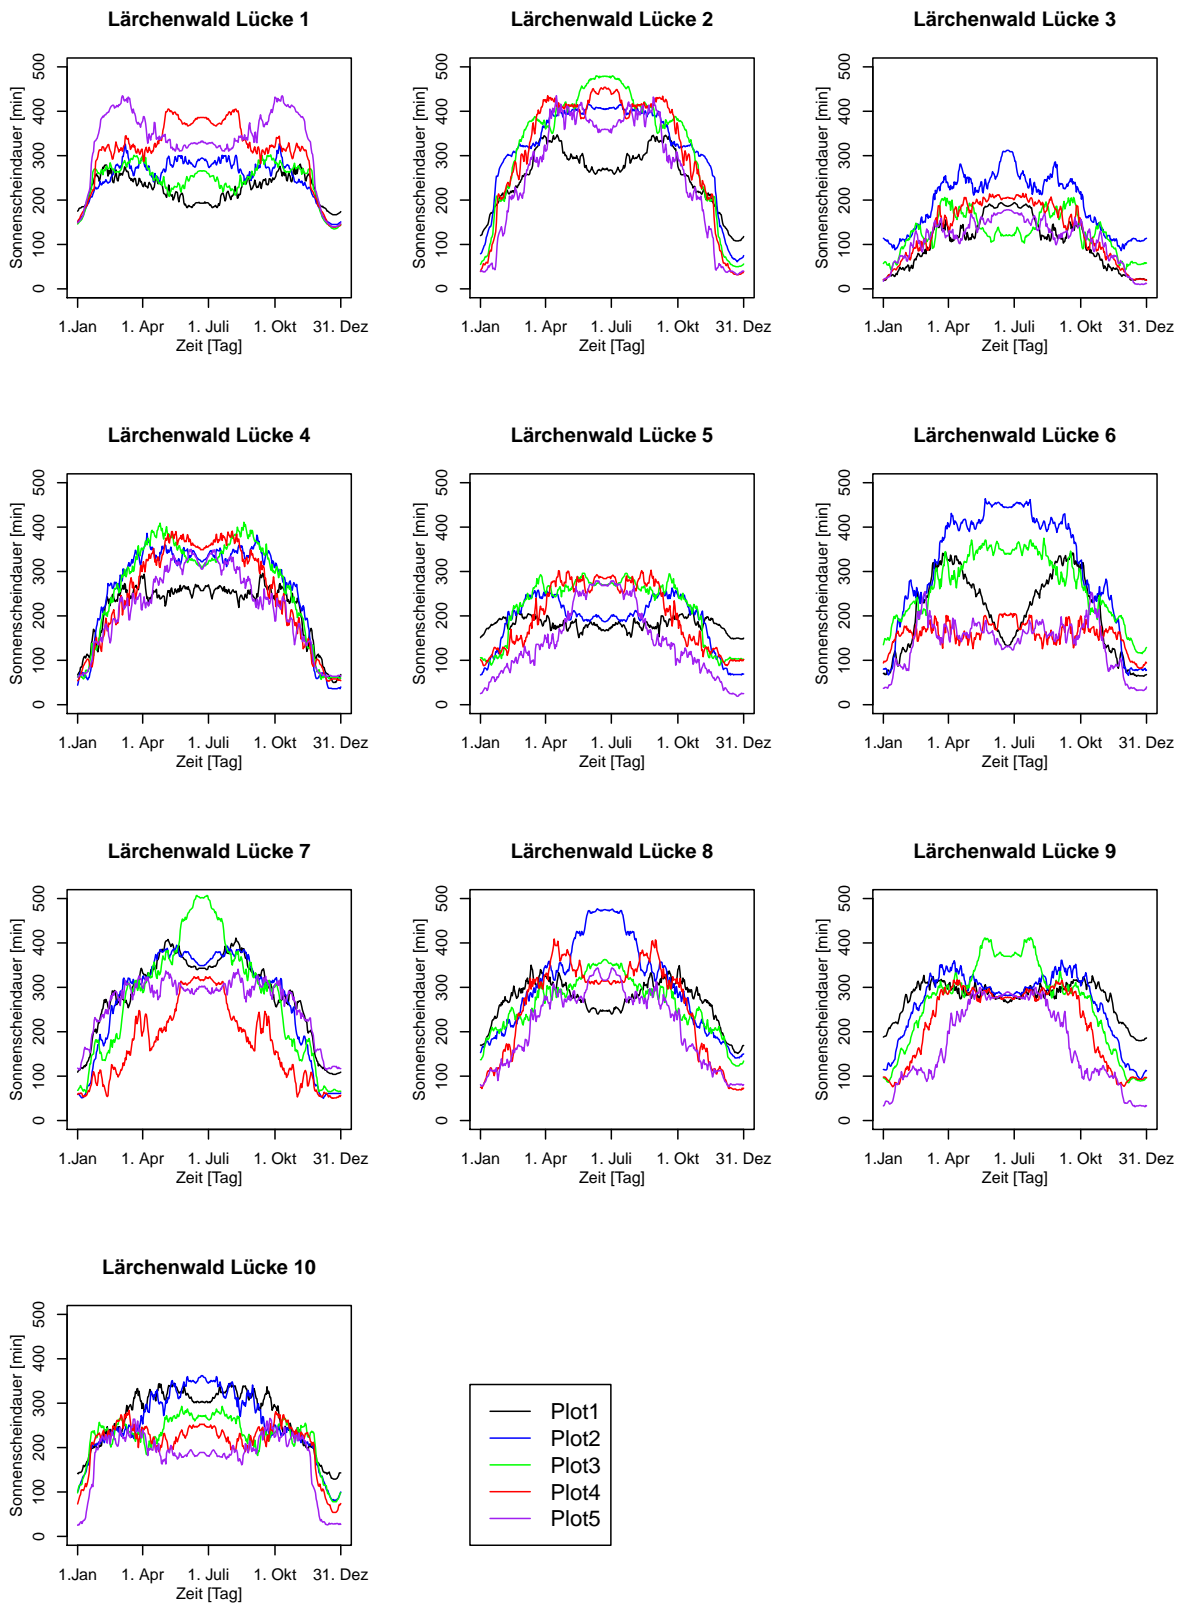 Lärchenwald Lücke 1
Sonnenscheindauer [min]
500
400
300
200
100
0
1.Jan 1. Apr 1. Juli 1. Okt 31. Dez
Zeit [Tag]
Lärchenwald Lücke 2
Sonnenscheindauer [min]
500
400
300
200
100
0
1.Jan 1. Apr 1. Juli 1. Okt 31. Dez
Zeit [Tag]
Lärchenwald Lücke 3
Sonnenscheindauer [min]
500
400
300
200
100
0
1.Jan 1. Apr 1. Juli 1. Okt 31. Dez
Zeit [Tag]
Lärchenwald Lücke 4
Sonnenscheindauer [min]
500
400
300
200
100
0
1.Jan 1. Apr 1. Juli 1. Okt 31. Dez
Zeit [Tag]
Lärchenwald Lücke 5
Sonnenscheindauer [min]
500
400
300
200
100
0
1.Jan 1. Apr 1. Juli 1. Okt 31. Dez
Zeit [Tag]
Lärchenwald Lücke 6
Sonnenscheindauer [min]
500
400
300
200
100
0
1.Jan 1. Apr 1. Juli 1. Okt 31. Dez
Zeit [Tag]
Lärchenwald Lücke 7
Sonnenscheindauer [min]
500
400
300
200
100
0
1.Jan 1. Apr 1. Juli 1. Okt 31. Dez
Zeit [Tag]
Lärchenwald Lücke 8
Sonnenscheindauer [min]
500
400
300
200
100
0
1.Jan 1. Apr 1. Juli 1. Okt 31. Dez
Zeit [Tag]
Lärchenwald Lücke 9
Sonnenscheindauer [min]
500
400
300
200
100
0
1.Jan 1. Apr 1. Juli 1. Okt 31. Dez
Zeit [Tag]
Lärchenwald Lücke 10
Sonnenscheindauer [min]
500
400
300
200
100
0
1.Jan 1. Apr 1. Juli 1. Okt 31. Dez
Zeit [Tag]
Plot1
Plot2
Plot3
Plot4
Plot5